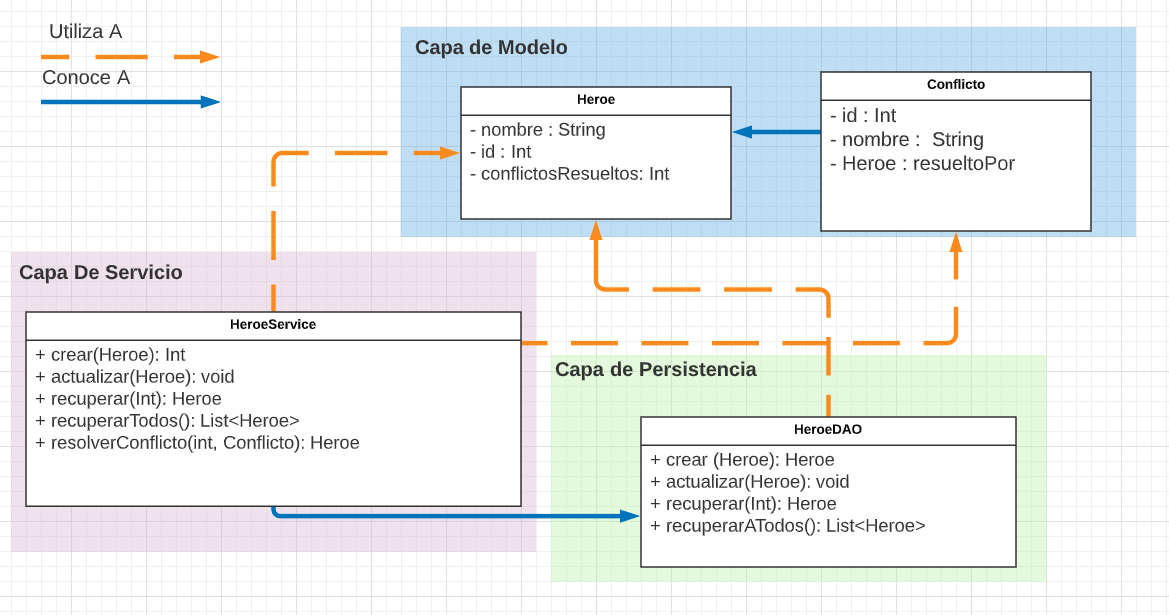 Utiliza A
Conoce A
Capa de Modelo
Heroe
- nombre : String
- id : Int
- conflictosResueltos: Int
Conflicto
- id : Int
- nombre :  String
- Heroe : resueltoPor
Capa De Servicio
HeroeService
+ crear(Heroe): Int
+ actualizar(Heroe): void
+ recuperar(Int): Heroe
+ recuperarTodos(): List<Heroe>
+ resolverConflicto(int, Conflicto): Heroe
Capa de Persistencia
HeroeDAO
+ crear (Heroe): Heroe
+ actualizar(Heroe): void
+ recuperar(Int): Heroe
+ recuperarATodos(): List<Heroe>